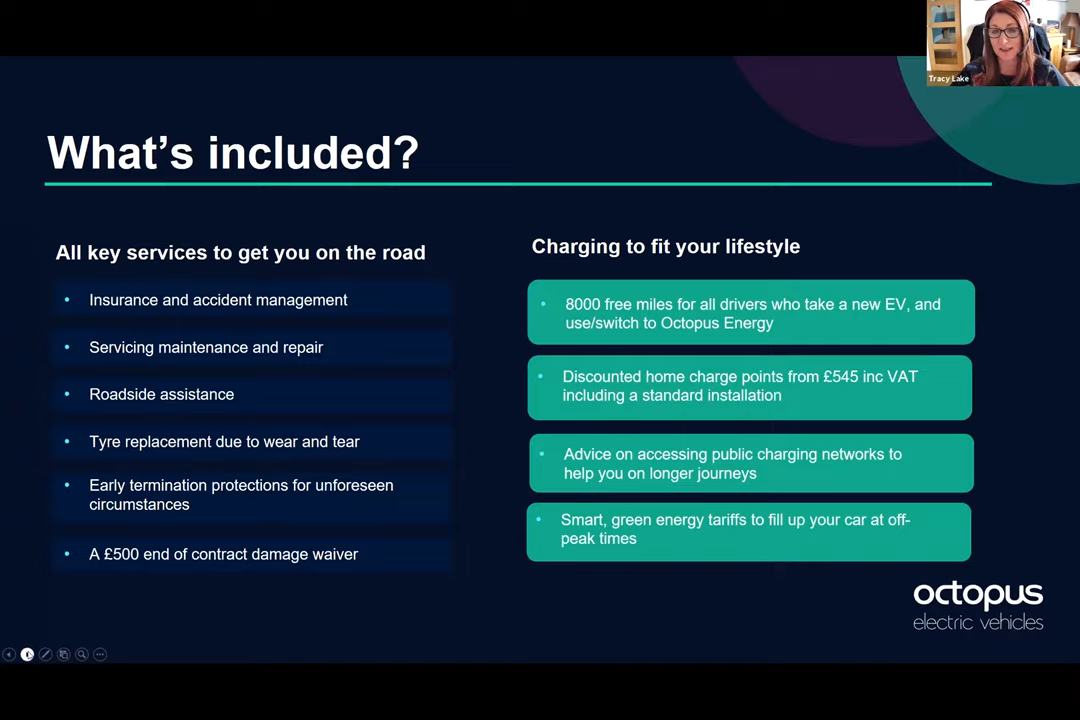 Tracy Lake
What's included?
All key services to get you on the road
• Insurance and accident management
• Servicing maintenance and repair
• Roadside assistance
• Tyre replacement due to wear and tear
• Early termination protections for unforeseen
circumstances
• A £500 end of contract damage waiver
Charging to fit your lifestyle
• 8000 free miles for all drivers who take a new EV, and
use/switch to Octopus Energy
• Discounted home charge points from £545 inc VAT
including a standard installation
• Advice on accessing public charging networks to
help you on longer journeys
• Smart, green energy tariffs to fill up your car at off-
peak times
octopus
electric vehicles